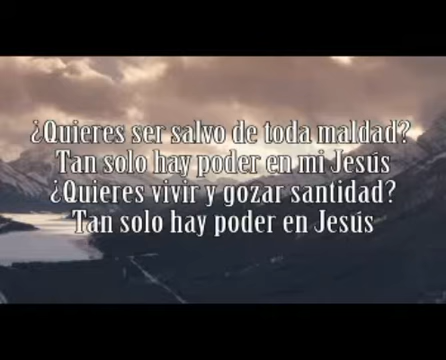 ¿Quieres ser salvo de toda maldad?
Tan solo hay poder en mi Jesús
¿Quieres vivir y gozar santidad?
Tan solo hay poder en Jesús